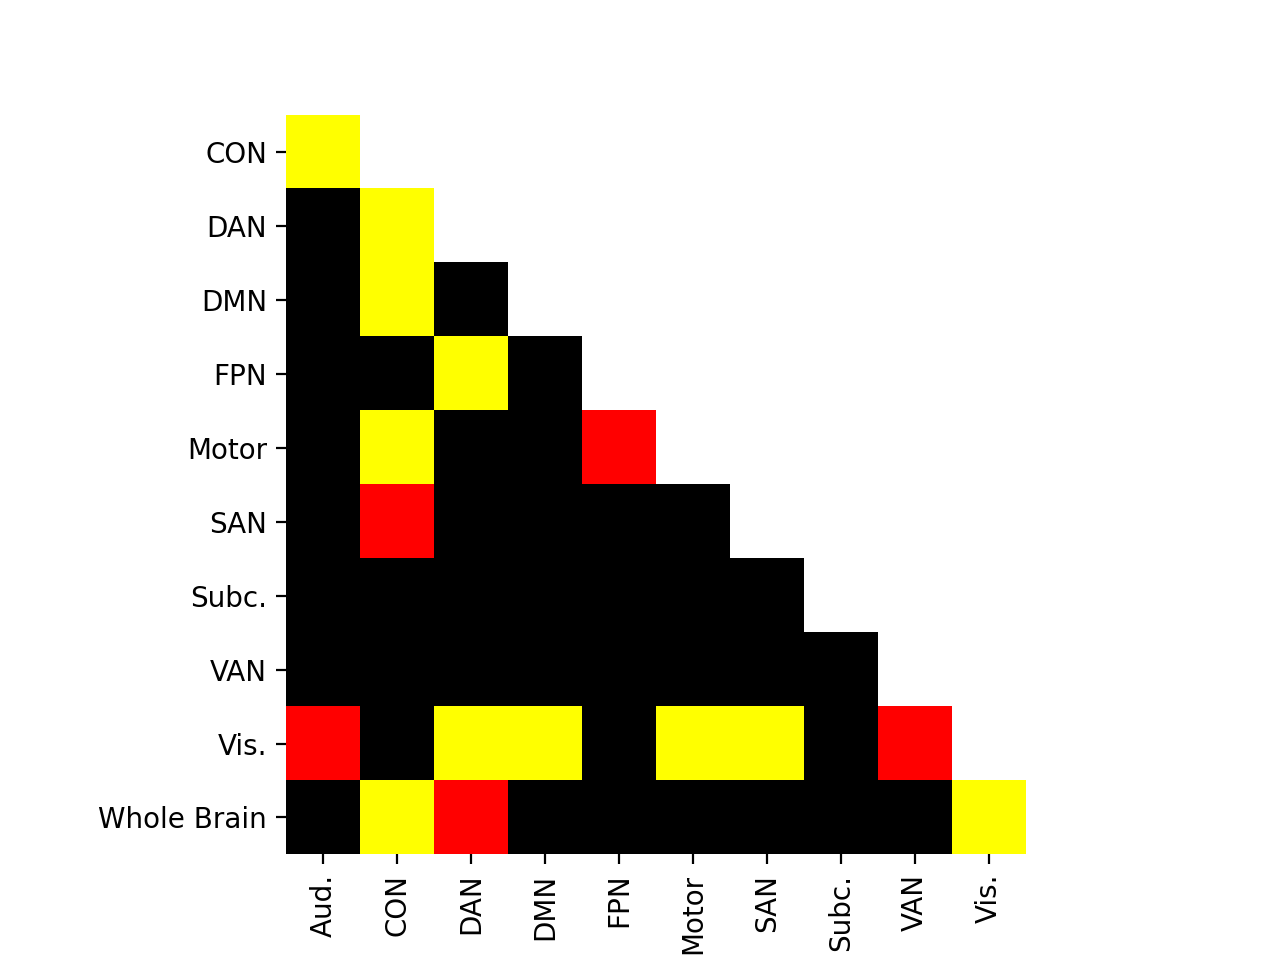 CON
DAN
DMN
FPN
Motor
SAN
Subc.
VAN
Vis.
Whole Brain
Aud.
CON
DAN
DMN
FPN
Motor
SAN
Subc.
VAN
Vis.